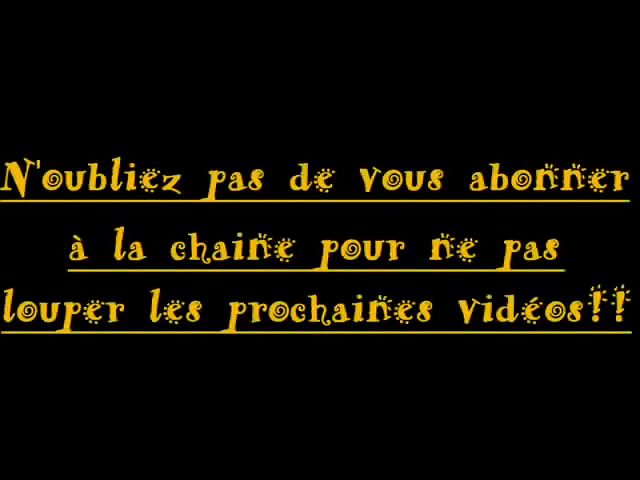 N'oubliez pas de vous abonner
à la chaine pour ne pas
louper les prochaines vidéos!!